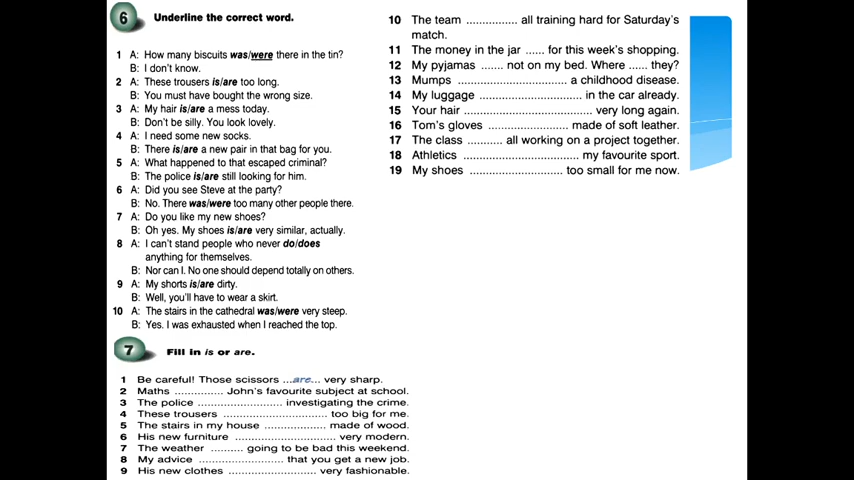 6 Underline the correct word.
1 A: How many biscuits was/were there in the tin?
B: I don't know.
2 A: These trousers is/are too long.
B: You must have bought the wrong size.
3 A: My hair is/are a mess today.
B: Don't be silly. You look lovely.
4 A: I need some new socks.
B: There is/are a new pair in that bag for you.
5 A: What happened to that escaped criminal?
B: The police is/are still looking for him.
6 A: Did you see Steve at the party?
B: No. There was/were too many other people there.
7 A: Do you like my new shoes?
B: Oh yes. My shoes is/are very similar, actually.
8 A: I can't stand people who never do/does
anything for themselves.
B: Nor can I. No one should depend totally on others.
9 A: My shorts is/are dirty.
B: Well, you'll have to wear a skirt.
10 A: The stairs in the cathedral was/were very steep.
B: Yes. I was exhausted when I reached the top.
7 Fill in is or are.
1 Be careful! Those scissors ...are... very sharp.
2 Maths .............. John's favourite subject at school.
3 The police ........................ investigating the crime.
4 These trousers ............................. too big for me.
5 The stairs in my house ................. made of wood.
6 His new furniture ............................. very modern.
7 The weather ......... going to be bad this weekend.
8 My advice ........................ that you get a new job.
9 His new clothes ........................ very fashionable.
10 The team ............... all training hard for Saturday's
match.
11 The money in the jar ...... for this week's shopping.
12 My pyjamas ....... not on my bed. Where ...... they?
13 Mumps ................................ a childhood disease.
14 My luggage .............................. in the car already.
15 Your hair ..................................... very long again.
16 Tom's gloves ....................... made of soft leather.
17 The class .......... all working on a project together.
18 Athletics .................................. my favourite sport.
19 My shoes ........................... too small for me now.